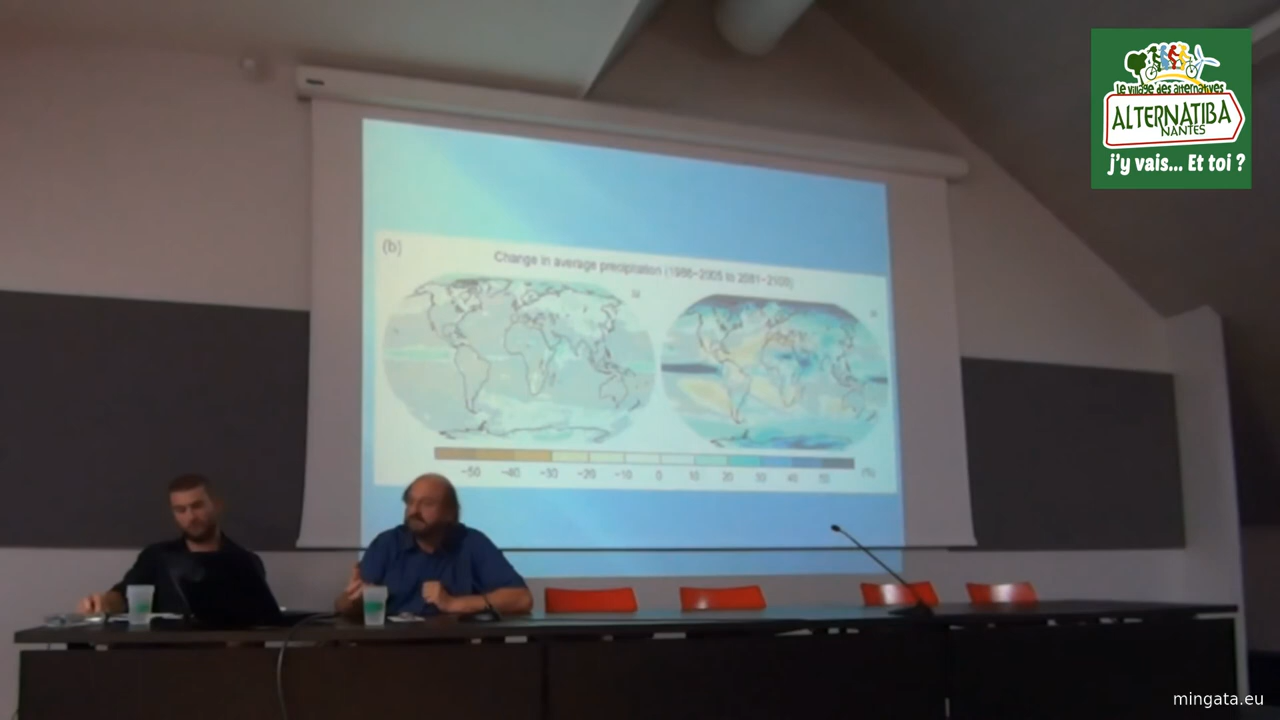 le village des alternatives
ALTERNATIBA
NANTES
j'y vais... Et toi ?
(b)
Change in average precipitation (1986−2005 to 2081−2100)
−50 −40 −30 −20 −10 0 10 20 30 40 50 (%)
mingata.eu